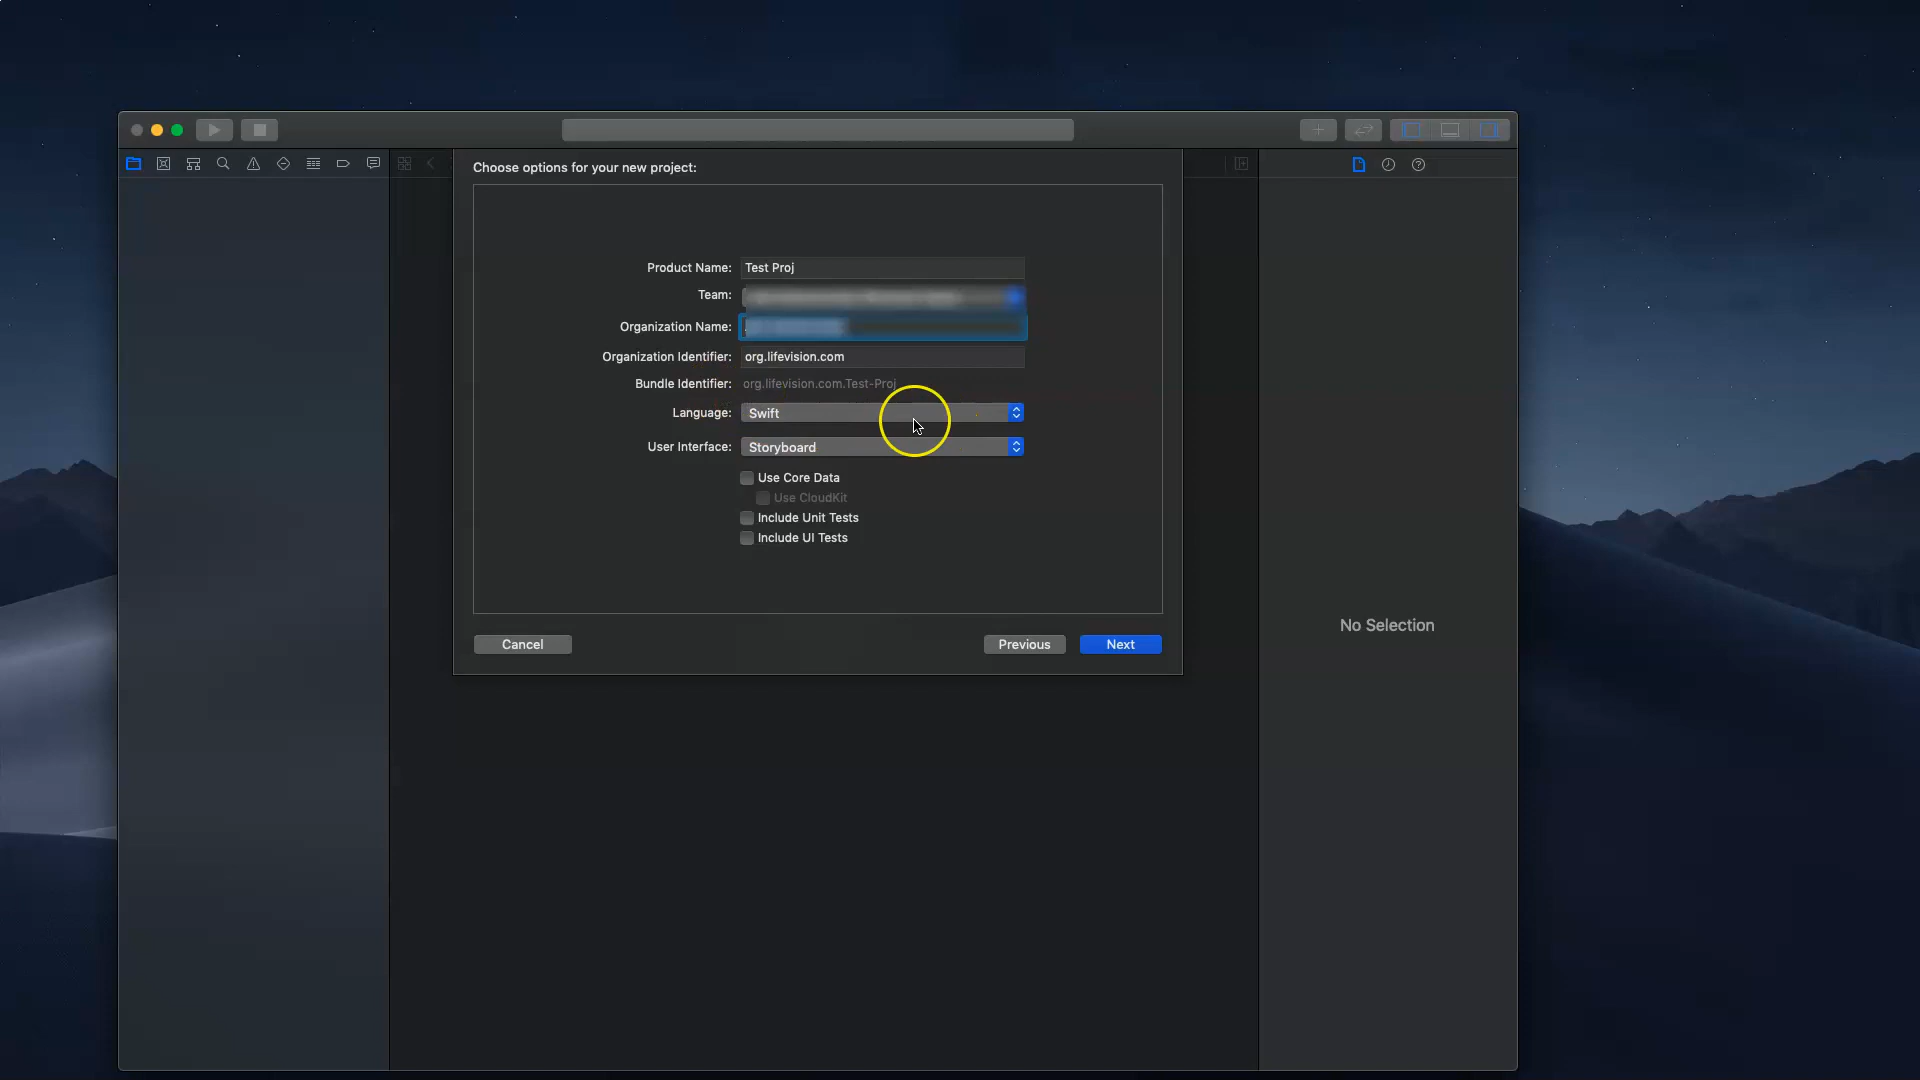 Choose options for your new project:
Product Name: Test Proj
Team:
Organization Name:
Organization Identifier: org.lifevision.com
Bundle Identifier: org.lifevision.com.Test-Proj
Language: Swift
User Interface: Storyboard
Use Core Data
Use CloudKit
Include Unit Tests
Include UI Tests
No Selection
Cancel Previous Next